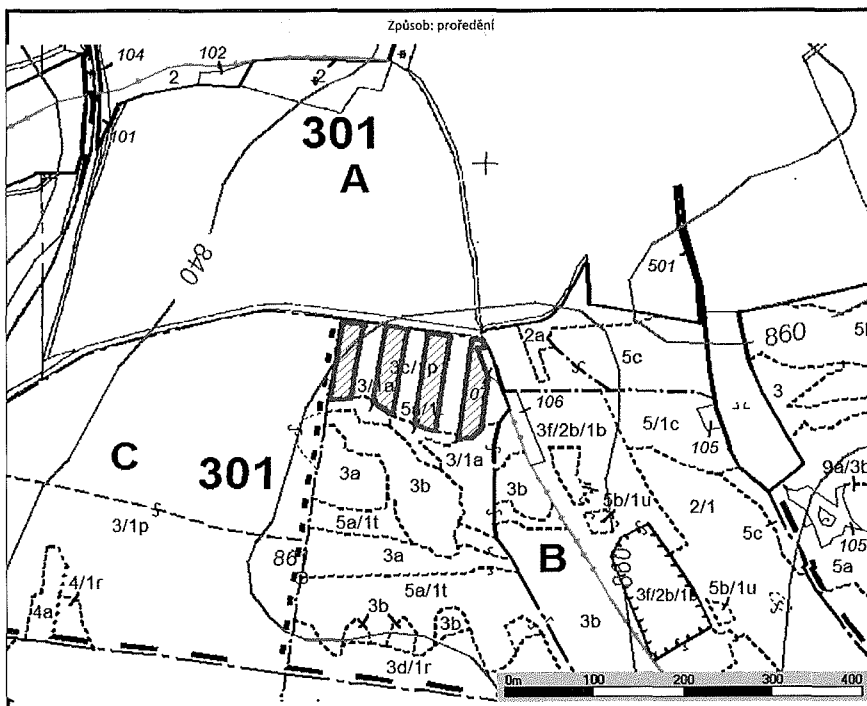 Způsob: proředění
104
102
2
2
101
301
A
840
501
860
2a
5c
5l
3c/1p
3/1a
3
106
3f/2b/1b
5/1c
105
C
301
3/1a
9a/3b
3a
3b
3b
5b/1u
2/1
3/1p
5a/1t
5c
105
86
3a
B
860
5a
4/1r
4a
5a/1t
3f/2b/1b
5b/1u
3b
3b
3b
3d/1r
0m 100 200 300 400